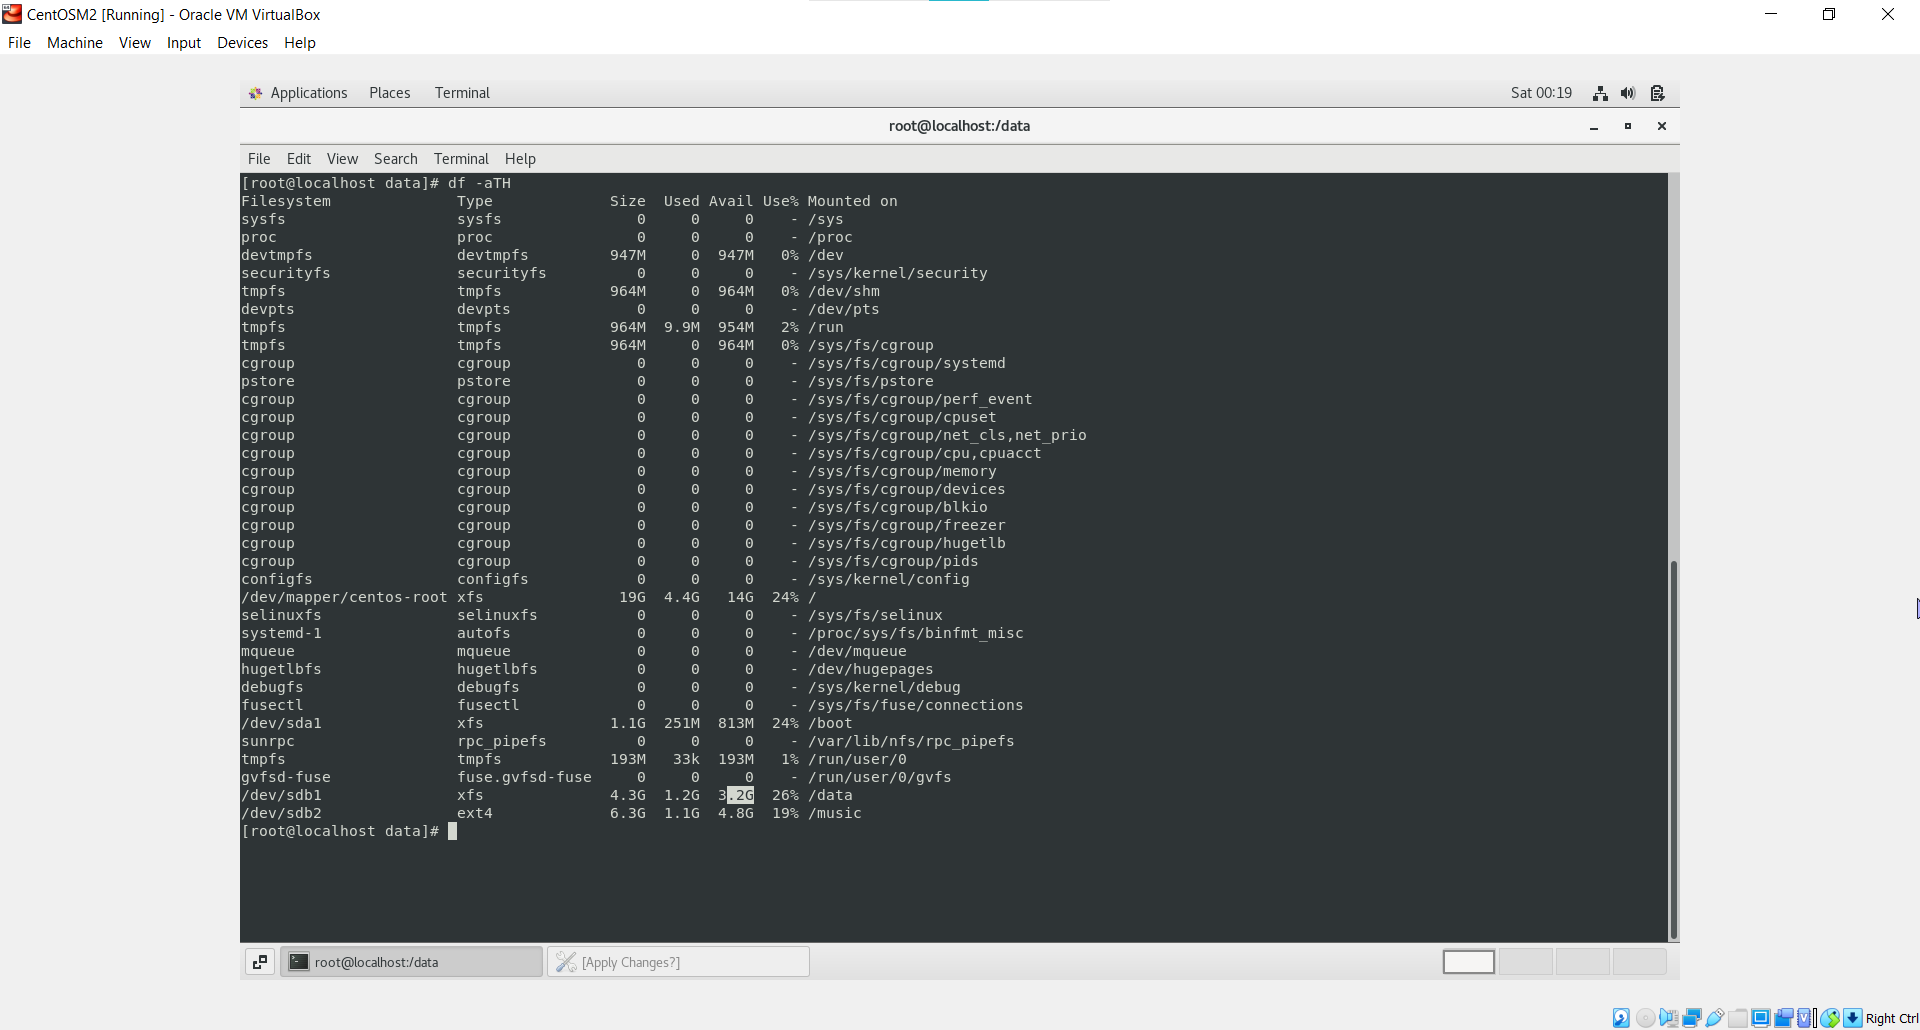 CentOSM2 [Running] - Oracle VM VirtualBox
File Machine View Input Devices Help
Applications Places Terminal Sat 00:19
root@localhost:/data
File Edit View Search Terminal Help
[root@localhost data]# df -aTH
Filesystem Type Size Used Avail Use% Mounted on
sysfs sysfs 0 0 0 - /sys
proc proc 0 0 0 - /proc
devtmpfs devtmpfs 947M 0 947M 0% /dev
securityfs securityfs 0 0 0 - /sys/kernel/security
tmpfs tmpfs 964M 0 964M 0% /dev/shm
devpts devpts 0 0 0 - /dev/pts
tmpfs tmpfs 964M 9.9M 954M 2% /run
tmpfs tmpfs 964M 0 964M 0% /sys/fs/cgroup
cgroup cgroup 0 0 0 - /sys/fs/cgroup/systemd
pstore pstore 0 0 0 - /sys/fs/pstore
cgroup cgroup 0 0 0 - /sys/fs/cgroup/perf_event
cgroup cgroup 0 0 0 - /sys/fs/cgroup/cpuset
cgroup cgroup 0 0 0 - /sys/fs/cgroup/net_cls,net_prio
cgroup cgroup 0 0 0 - /sys/fs/cgroup/cpu,cpuacct
cgroup cgroup 0 0 0 - /sys/fs/cgroup/memory
cgroup cgroup 0 0 0 - /sys/fs/cgroup/devices
cgroup cgroup 0 0 0 - /sys/fs/cgroup/blkio
cgroup cgroup 0 0 0 - /sys/fs/cgroup/freezer
cgroup cgroup 0 0 0 - /sys/fs/cgroup/hugetlb
cgroup cgroup 0 0 0 - /sys/fs/cgroup/pids
configfs configfs 0 0 0 - /sys/kernel/config
/dev/mapper/centos-root xfs 19G 4.4G 14G 24% /
selinuxfs selinuxfs 0 0 0 - /sys/fs/selinux
systemd-1 autofs 0 0 0 - /proc/sys/fs/binfmt_misc
mqueue mqueue 0 0 0 - /dev/mqueue
hugetlbfs hugetlbfs 0 0 0 - /dev/hugepages
debugfs debugfs 0 0 0 - /sys/kernel/debug
fusectl fusectl 0 0 0 - /sys/fs/fuse/connections
/dev/sda1 xfs 1.1G 251M 813M 24% /boot
sunrpc rpc_pipefs 0 0 0 - /var/lib/nfs/rpc_pipefs
tmpfs tmpfs 193M 33k 193M 1% /run/user/0
gvfsd-fuse fuse.gvfsd-fuse 0 0 0 - /run/user/0/gvfs
/dev/sdb1 xfs 4.3G 1.2G 3.2G 26% /data
/dev/sdb2 ext4 6.3G 1.1G 4.8G 19% /music
[root@localhost data]#
root@localhost:/data [Apply Changes?]
Right Ctrl